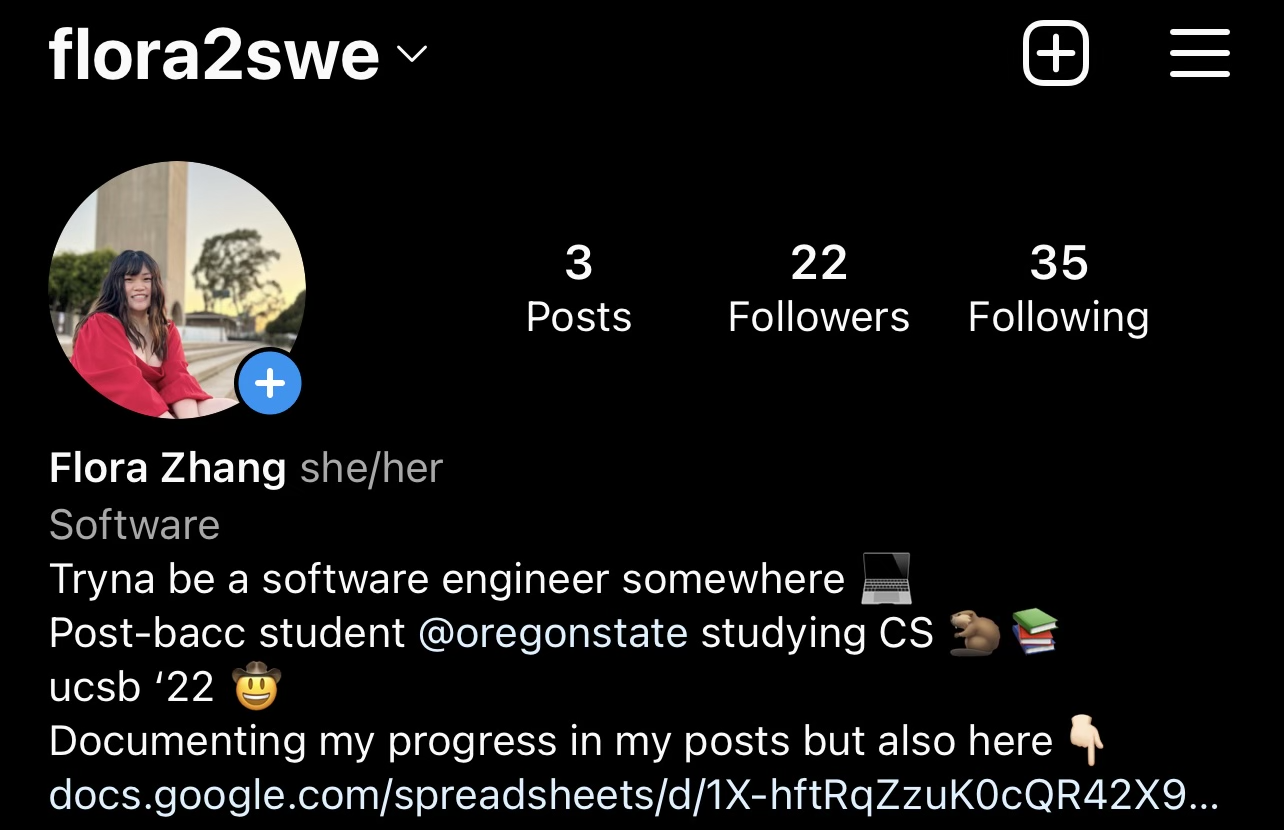 flora2swe
3 22 35
Posts Followers Following
Flora Zhang she/her
Software
Tryna be a software engineer somewhere 💻
Post-bacc student @oregonstate studying CS 🦫📚
ucsb ‘22 🤠
Documenting my progress in my posts but also here 👇🏻
docs.google.com/spreadsheets/d/1X-hftRqZzuK0cQR42X9...